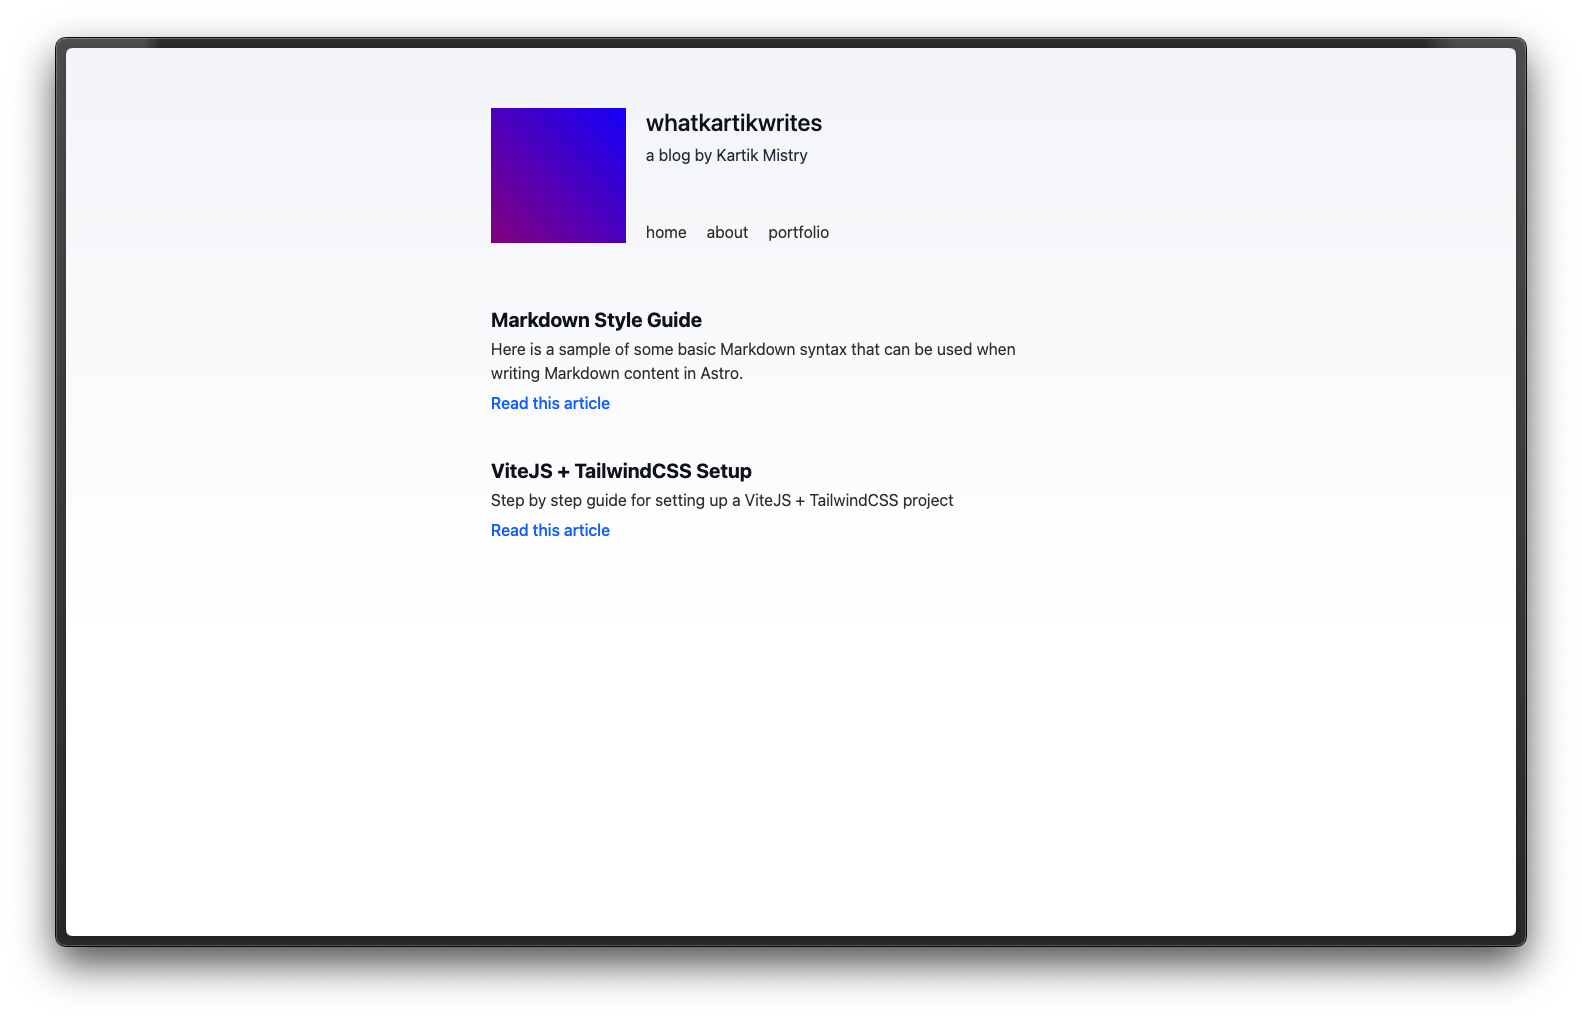 whatkartikwrites
a blog by Kartik Mistry
home about portfolio
Markdown Style Guide
Here is a sample of some basic Markdown syntax that can be used when
writing Markdown content in Astro.
Read this article
ViteJS + TailwindCSS Setup
Step by step guide for setting up a ViteJS + TailwindCSS project
Read this article